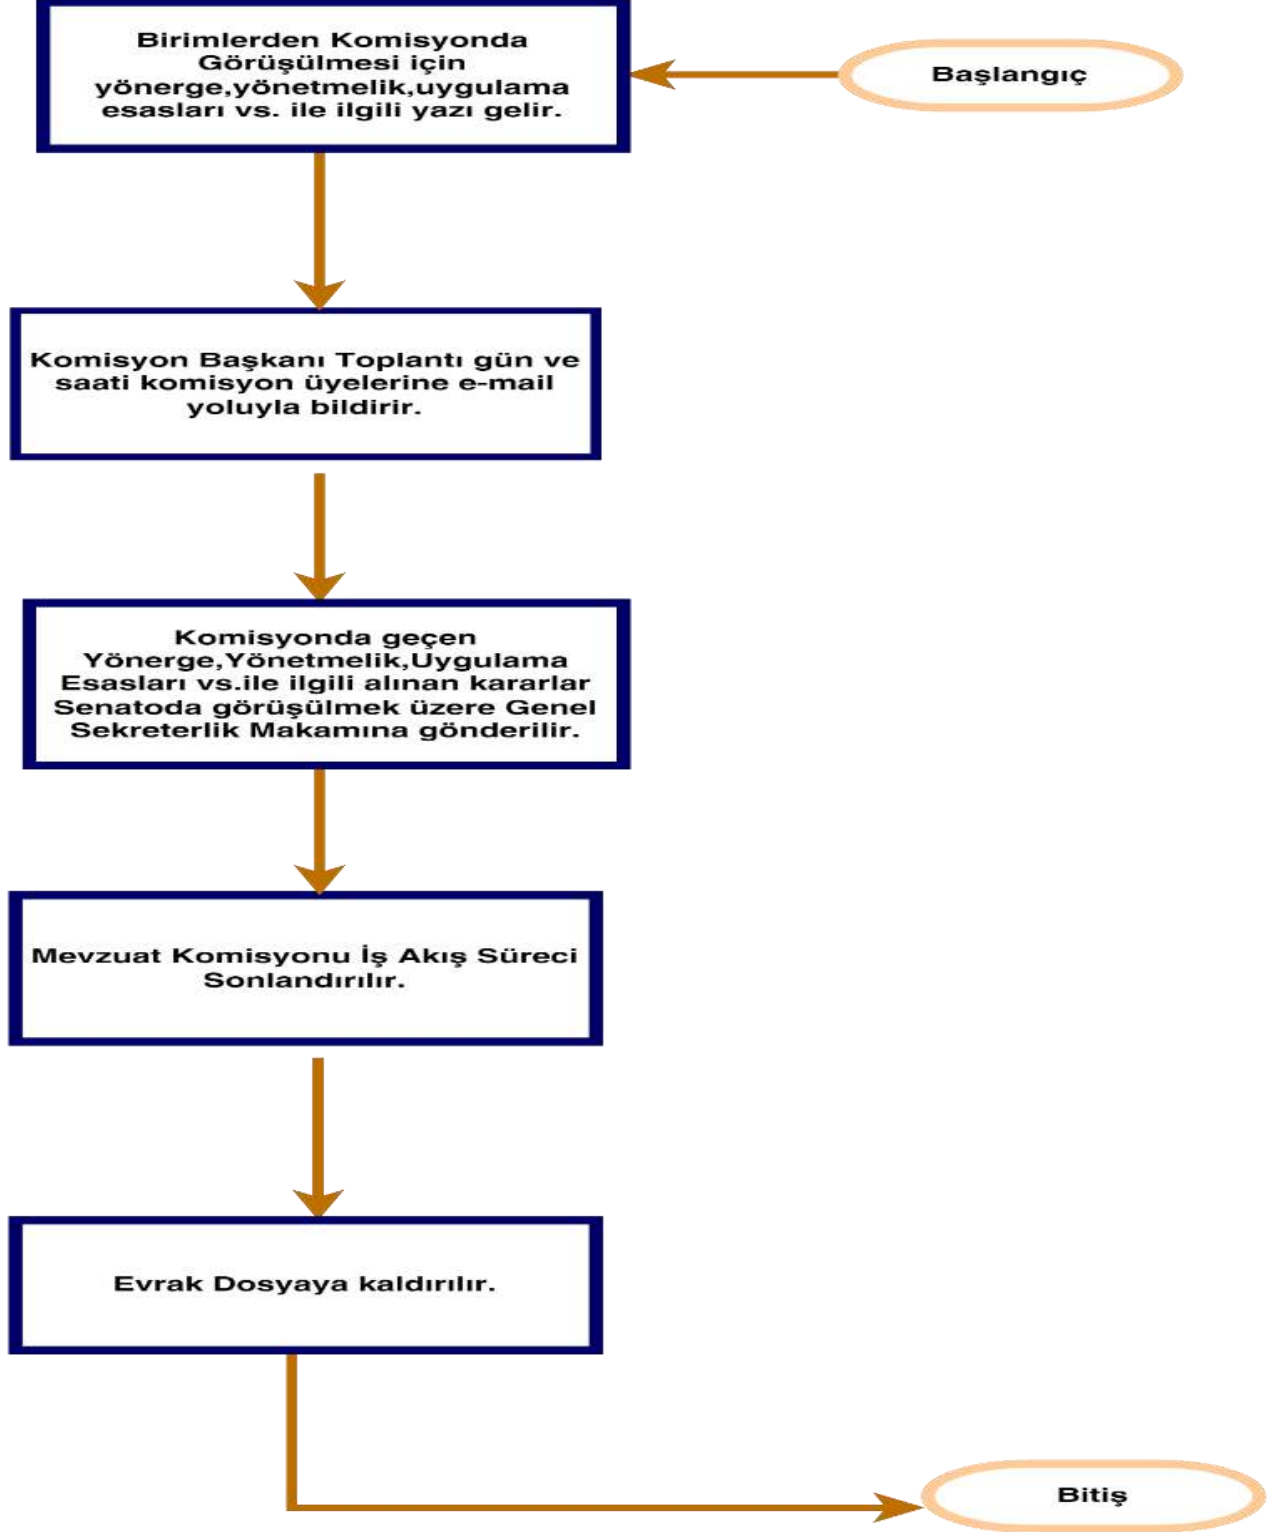 Başlangıç
Birimlerden Komisyonda
Görüşülmesi için
yönerge,yönetmelik,uygulama
esasları vs. ile ilgili yazı gelir.
Komisyon Başkanı Toplantı gün ve
saati komisyon üyelerine e-mail
yoluyla bildirir.
Komisyonda geçen
Yönerge,Yönetmelik,Uygulama
Esasları vs.ile ilgili alınan kararlar
Senatoda görüşülmek üzere Genel
Sekreterlik Makamına gönderilir.
Mevzuat Komisyonu İş Akış Süreci
Sonlandırılır.
Evrak Dosyaya kaldırılır.
Bitiş